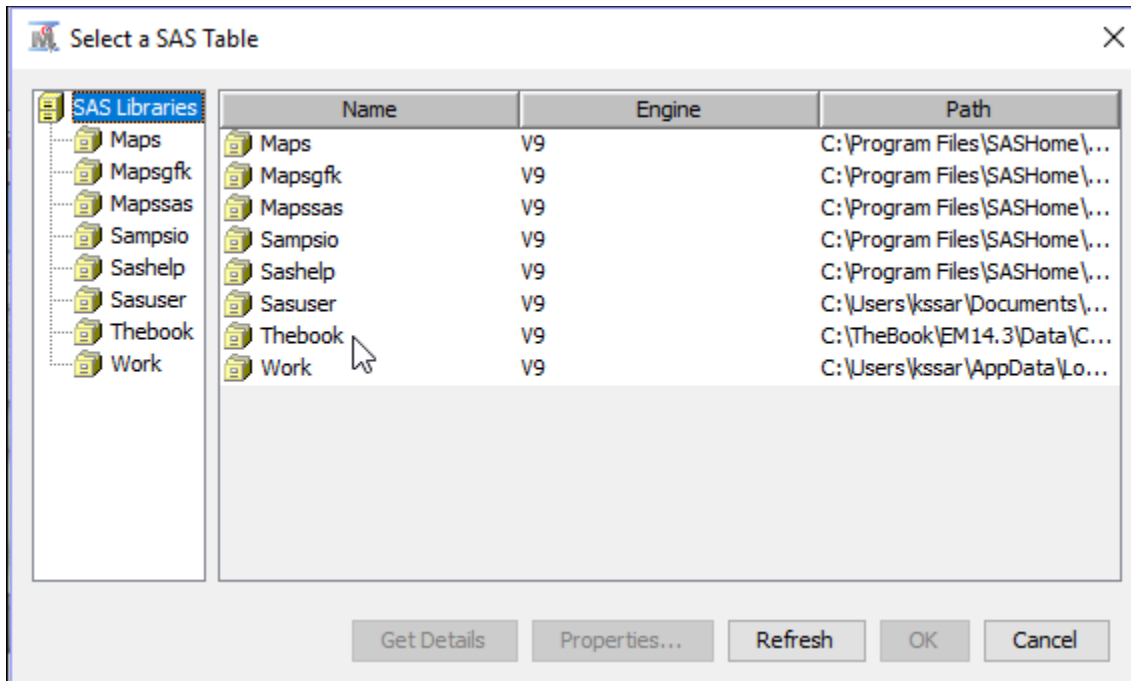 Select a SAS Table
SAS Libraries
Maps
Mapsgfk
Mapssas
Sampsio
Sashelp
Sasuser
Thebook
Work
Name Engine Path
Maps V9 C:\Program Files\SASHome\...
Mapsgfk V9 C:\Program Files\SASHome\...
Mapssas V9 C:\Program Files\SASHome\...
Sampsio V9 C:\Program Files\SASHome\...
Sashelp V9 C:\Program Files\SASHome\...
Sasuser V9 C:\Users\kssar\Documents\...
Thebook V9 C:\TheBook\EM14.3\Data\C...
Work V9 C:\Users\kssar\AppData\Lo...
Get Details Properties... Refresh OK Cancel